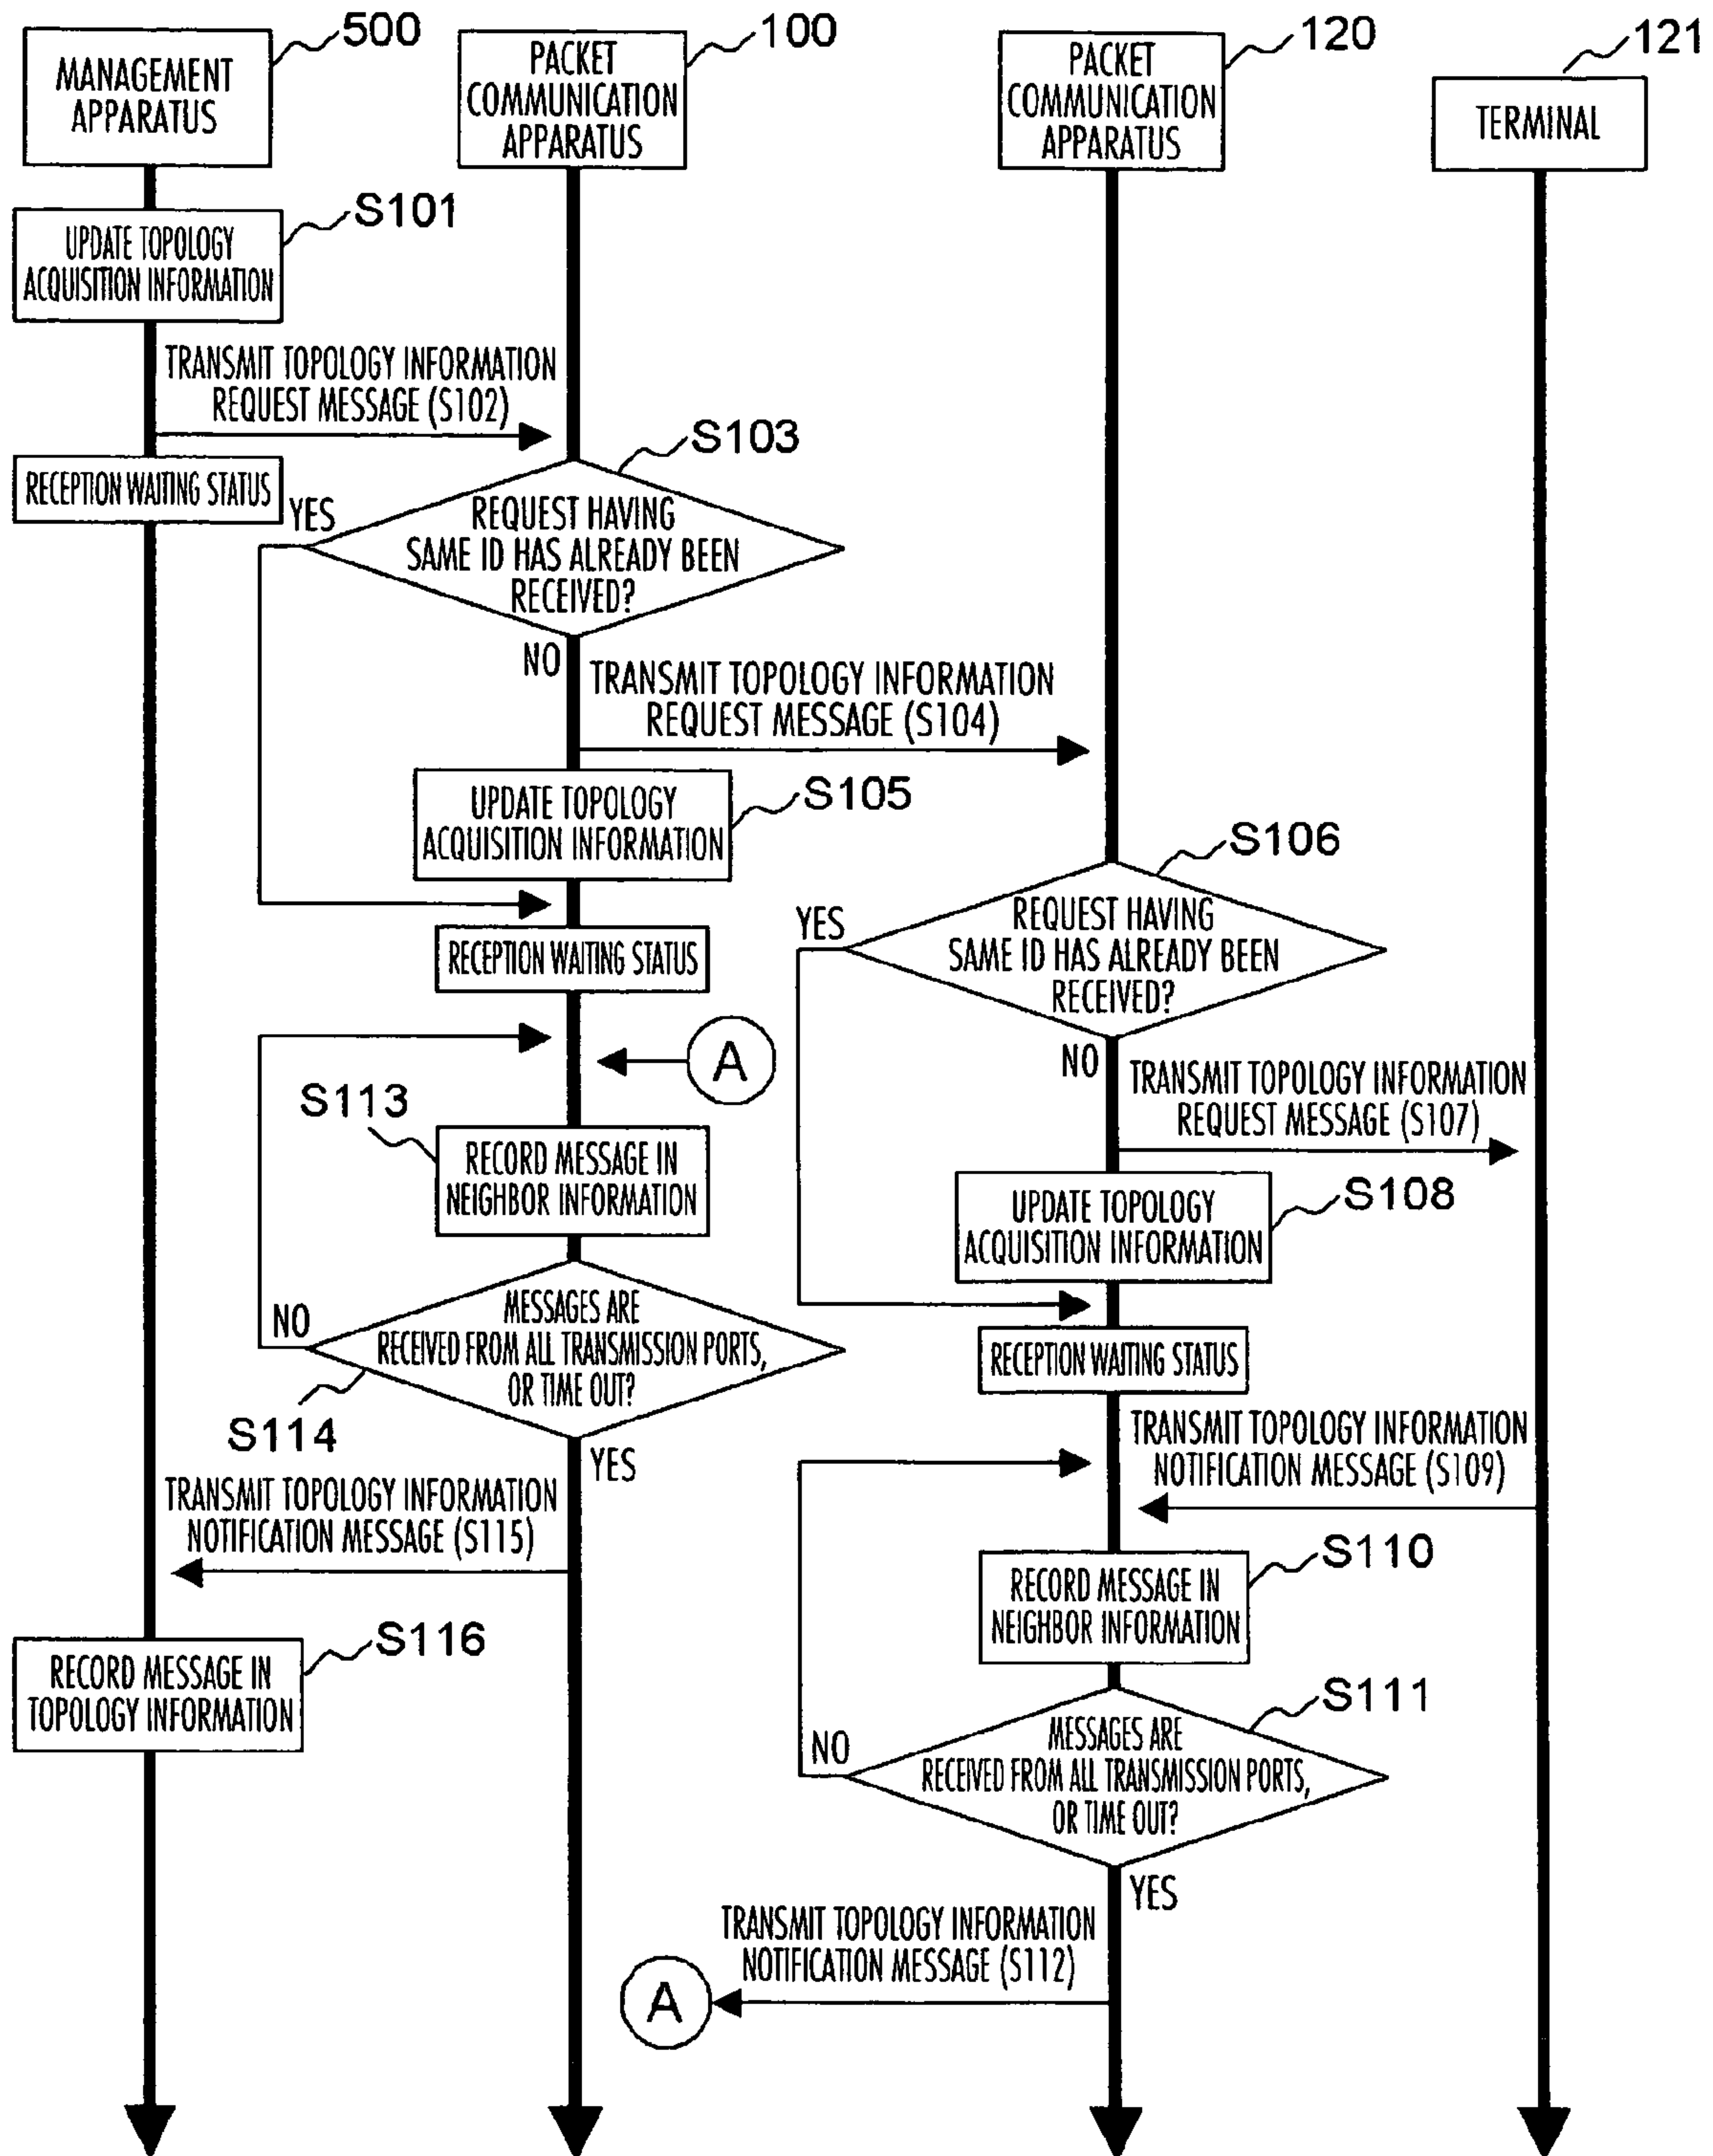 500
MANAGEMENT
APPARATUS
100
PACKET
COMMUNICATION
APPARATUS
120
PACKET
COMMUNICATION
APPARATUS
121
TERMINAL
S101
UPDATE TOPOLOGY
ACQUISITION INFORMATION
TRANSMIT TOPOLOGY INFORMATION
REQUEST MESSAGE (S102)
RECEPTION WAITING STATUS
S103
YES
REQUEST HAVING
SAME ID HAS ALREADY BEEN
RECEIVED?
NO
TRANSMIT TOPOLOGY INFORMATION
REQUEST MESSAGE (S104)
S105
UPDATE TOPOLOGY
ACQUISITION INFORMATION
RECEPTION WAITING STATUS
S106
YES
REQUEST HAVING
SAME ID HAS ALREADY BEEN
RECEIVED?
NO
TRANSMIT TOPOLOGY INFORMATION
REQUEST MESSAGE (S107)
S108
UPDATE TOPOLOGY
ACQUISITION INFORMATION
RECEPTION WAITING STATUS
TRANSMIT TOPOLOGY INFORMATION
NOTIFICATION MESSAGE (S109)
S110
RECORD MESSAGE IN
NEIGHBOR INFORMATION
S111
NO
MESSAGES ARE
RECEIVED FROM ALL TRANSMISSION PORTS,
OR TIME OUT?
YES
TRANSMIT TOPOLOGY INFORMATION
NOTIFICATION MESSAGE (S112)
A
A
S113
RECORD MESSAGE IN
NEIGHBOR INFORMATION
NO
MESSAGES ARE
RECEIVED FROM ALL TRANSMISSION PORTS,
OR TIME OUT?
S114
YES
TRANSMIT TOPOLOGY INFORMATION
NOTIFICATION MESSAGE (S115)
S116
RECORD MESSAGE IN
TOPOLOGY INFORMATION